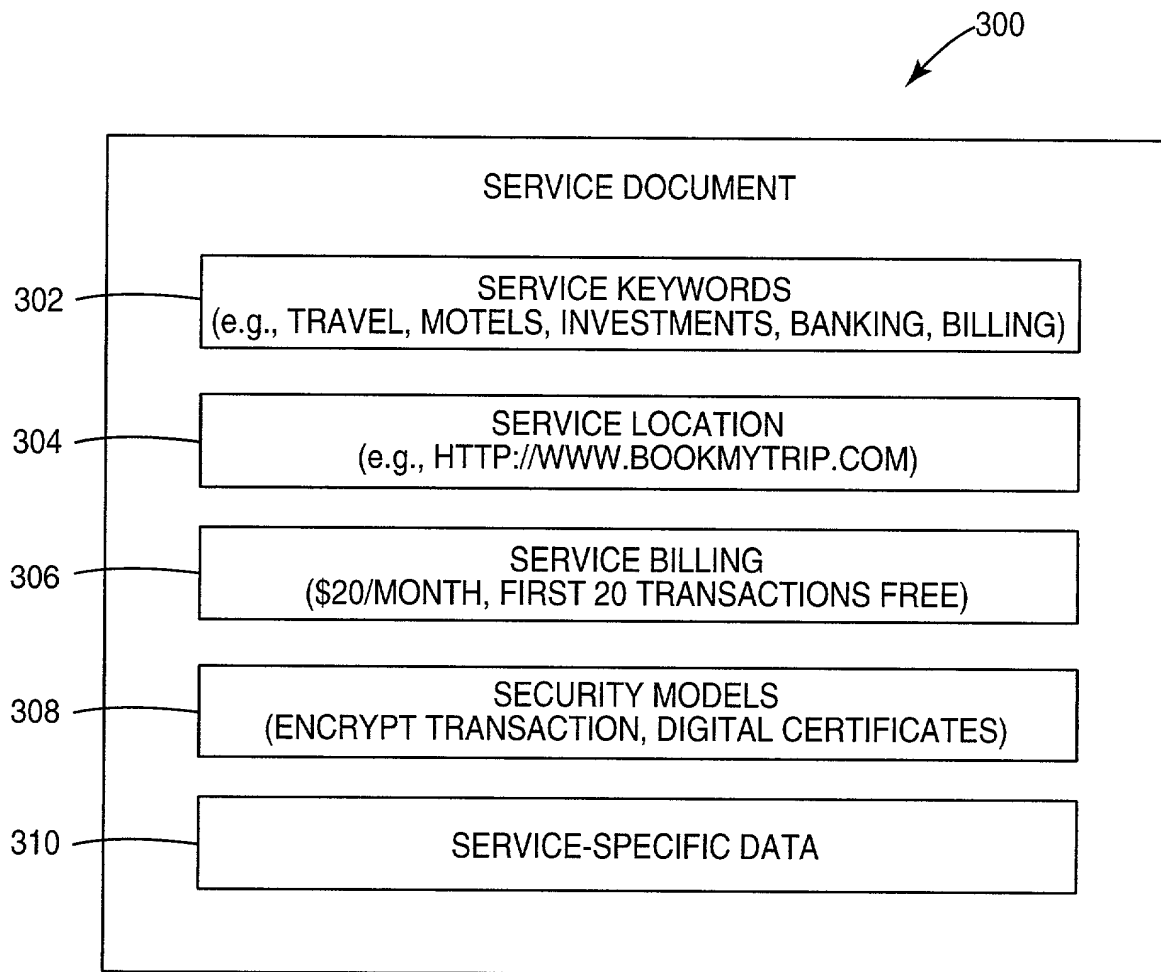 300
SERVICE DOCUMENT
302
SERVICE KEYWORDS
(e.g., TRAVEL, MOTELS, INVESTMENTS, BANKING, BILLING)
304
SERVICE LOCATION
(e.g., HTTP://WWW.BOOKMYTRIP.COM)
306
SERVICE BILLING
($20/MONTH, FIRST 20 TRANSACTIONS FREE)
308
SECURITY MODELS
(ENCRYPT TRANSACTION, DIGITAL CERTIFICATES)
310
SERVICE-SPECIFIC DATA